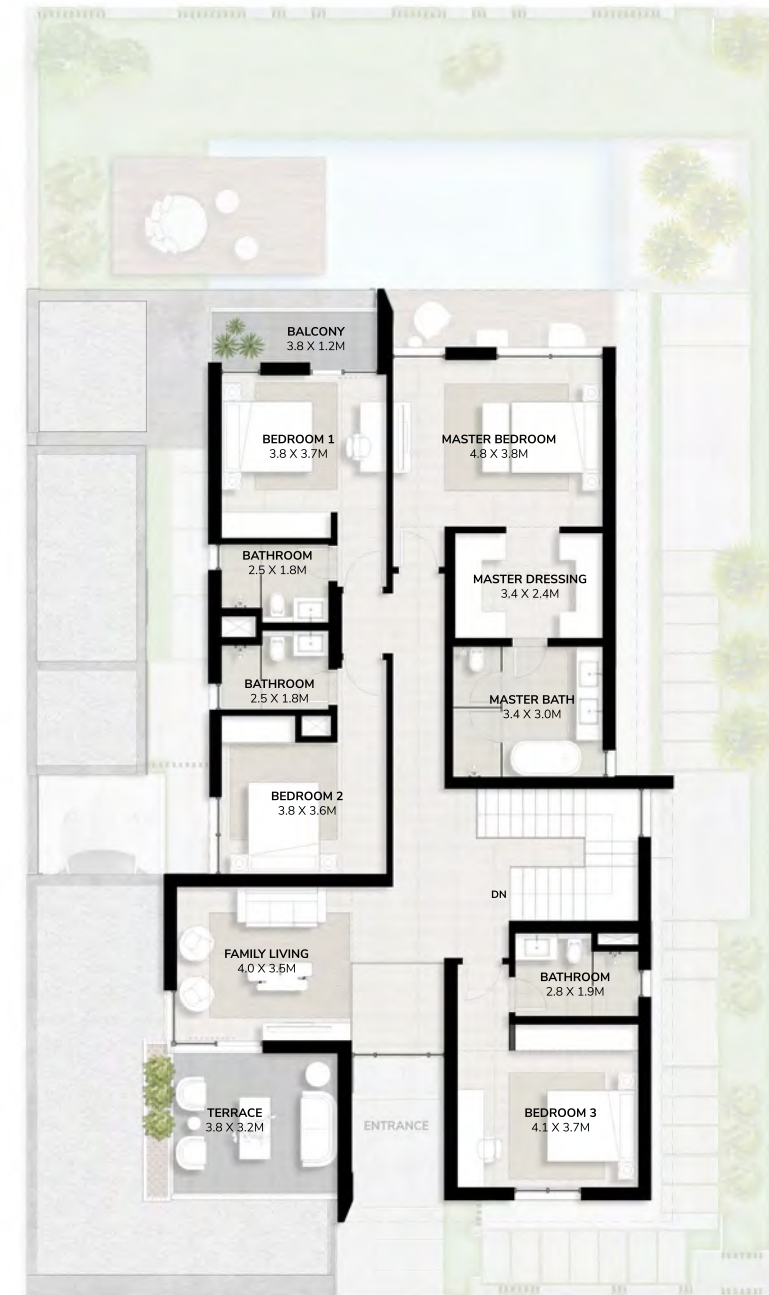 BALCONY
3.8 X 1.2M
BEDROOM 1
3.8 X 3.7M
MASTER BEDROOM
4.8 X 3.8M
BATHROOM
2.5 X 1.8M
MASTER DRESSING
3.4 X 2.4M
BATHROOM
2.5 X 1.8M
MASTER BATH
3.4 X 3.0M
BEDROOM 2
3.8 X 3.6M
DN
FAMILY LIVING
4.0 X 3.5M
BATHROOM
2.8 X 1.9M
TERRACE
3.8 X 3.2M
ENTRANCE
BEDROOM 3
4.1 X 3.7M